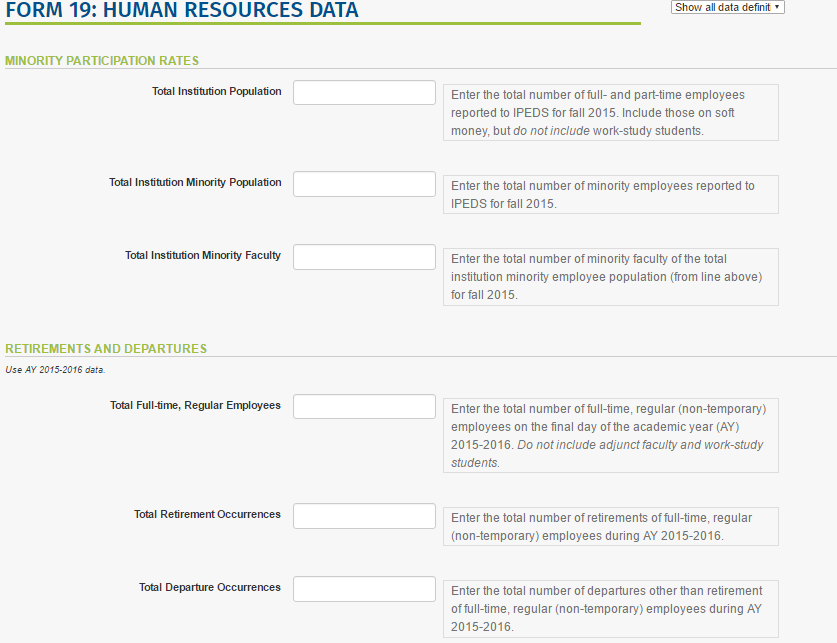 FORM 19: HUMAN RESOURCES DATA
Show all data definit
MINORITY PARTICIPATION RATES
Total Institution Population
Enter the total number of full- and part-time employees
reported to IPEDS for fall 2015. Include those on soft
money, but do not include work-study students.
Total Institution Minority Population
Enter the total number of minority employees reported to
IPEDS for fall 2015.
Total Institution Minority Faculty
Enter the total number of minority faculty of the total
institution minority employee population (from line above)
for fall 2015.
RETIREMENTS AND DEPARTURES
Use AY 2015-2016 data.
Total Full-time, Regular Employees
Enter the total number of full-time, regular (non-temporary)
employees on the final day of the academic year (AY)
2015-2016. Do not include adjunct faculty and work-study
students.
Total Retirement Occurrences
Enter the total number of retirements of full-time, regular
(non-temporary) employees during AY 2015-2016.
Total Departure Occurrences
Enter the total number of departures other than retirement
of full-time, regular (non-temporary) employees during AY
2015-2016.